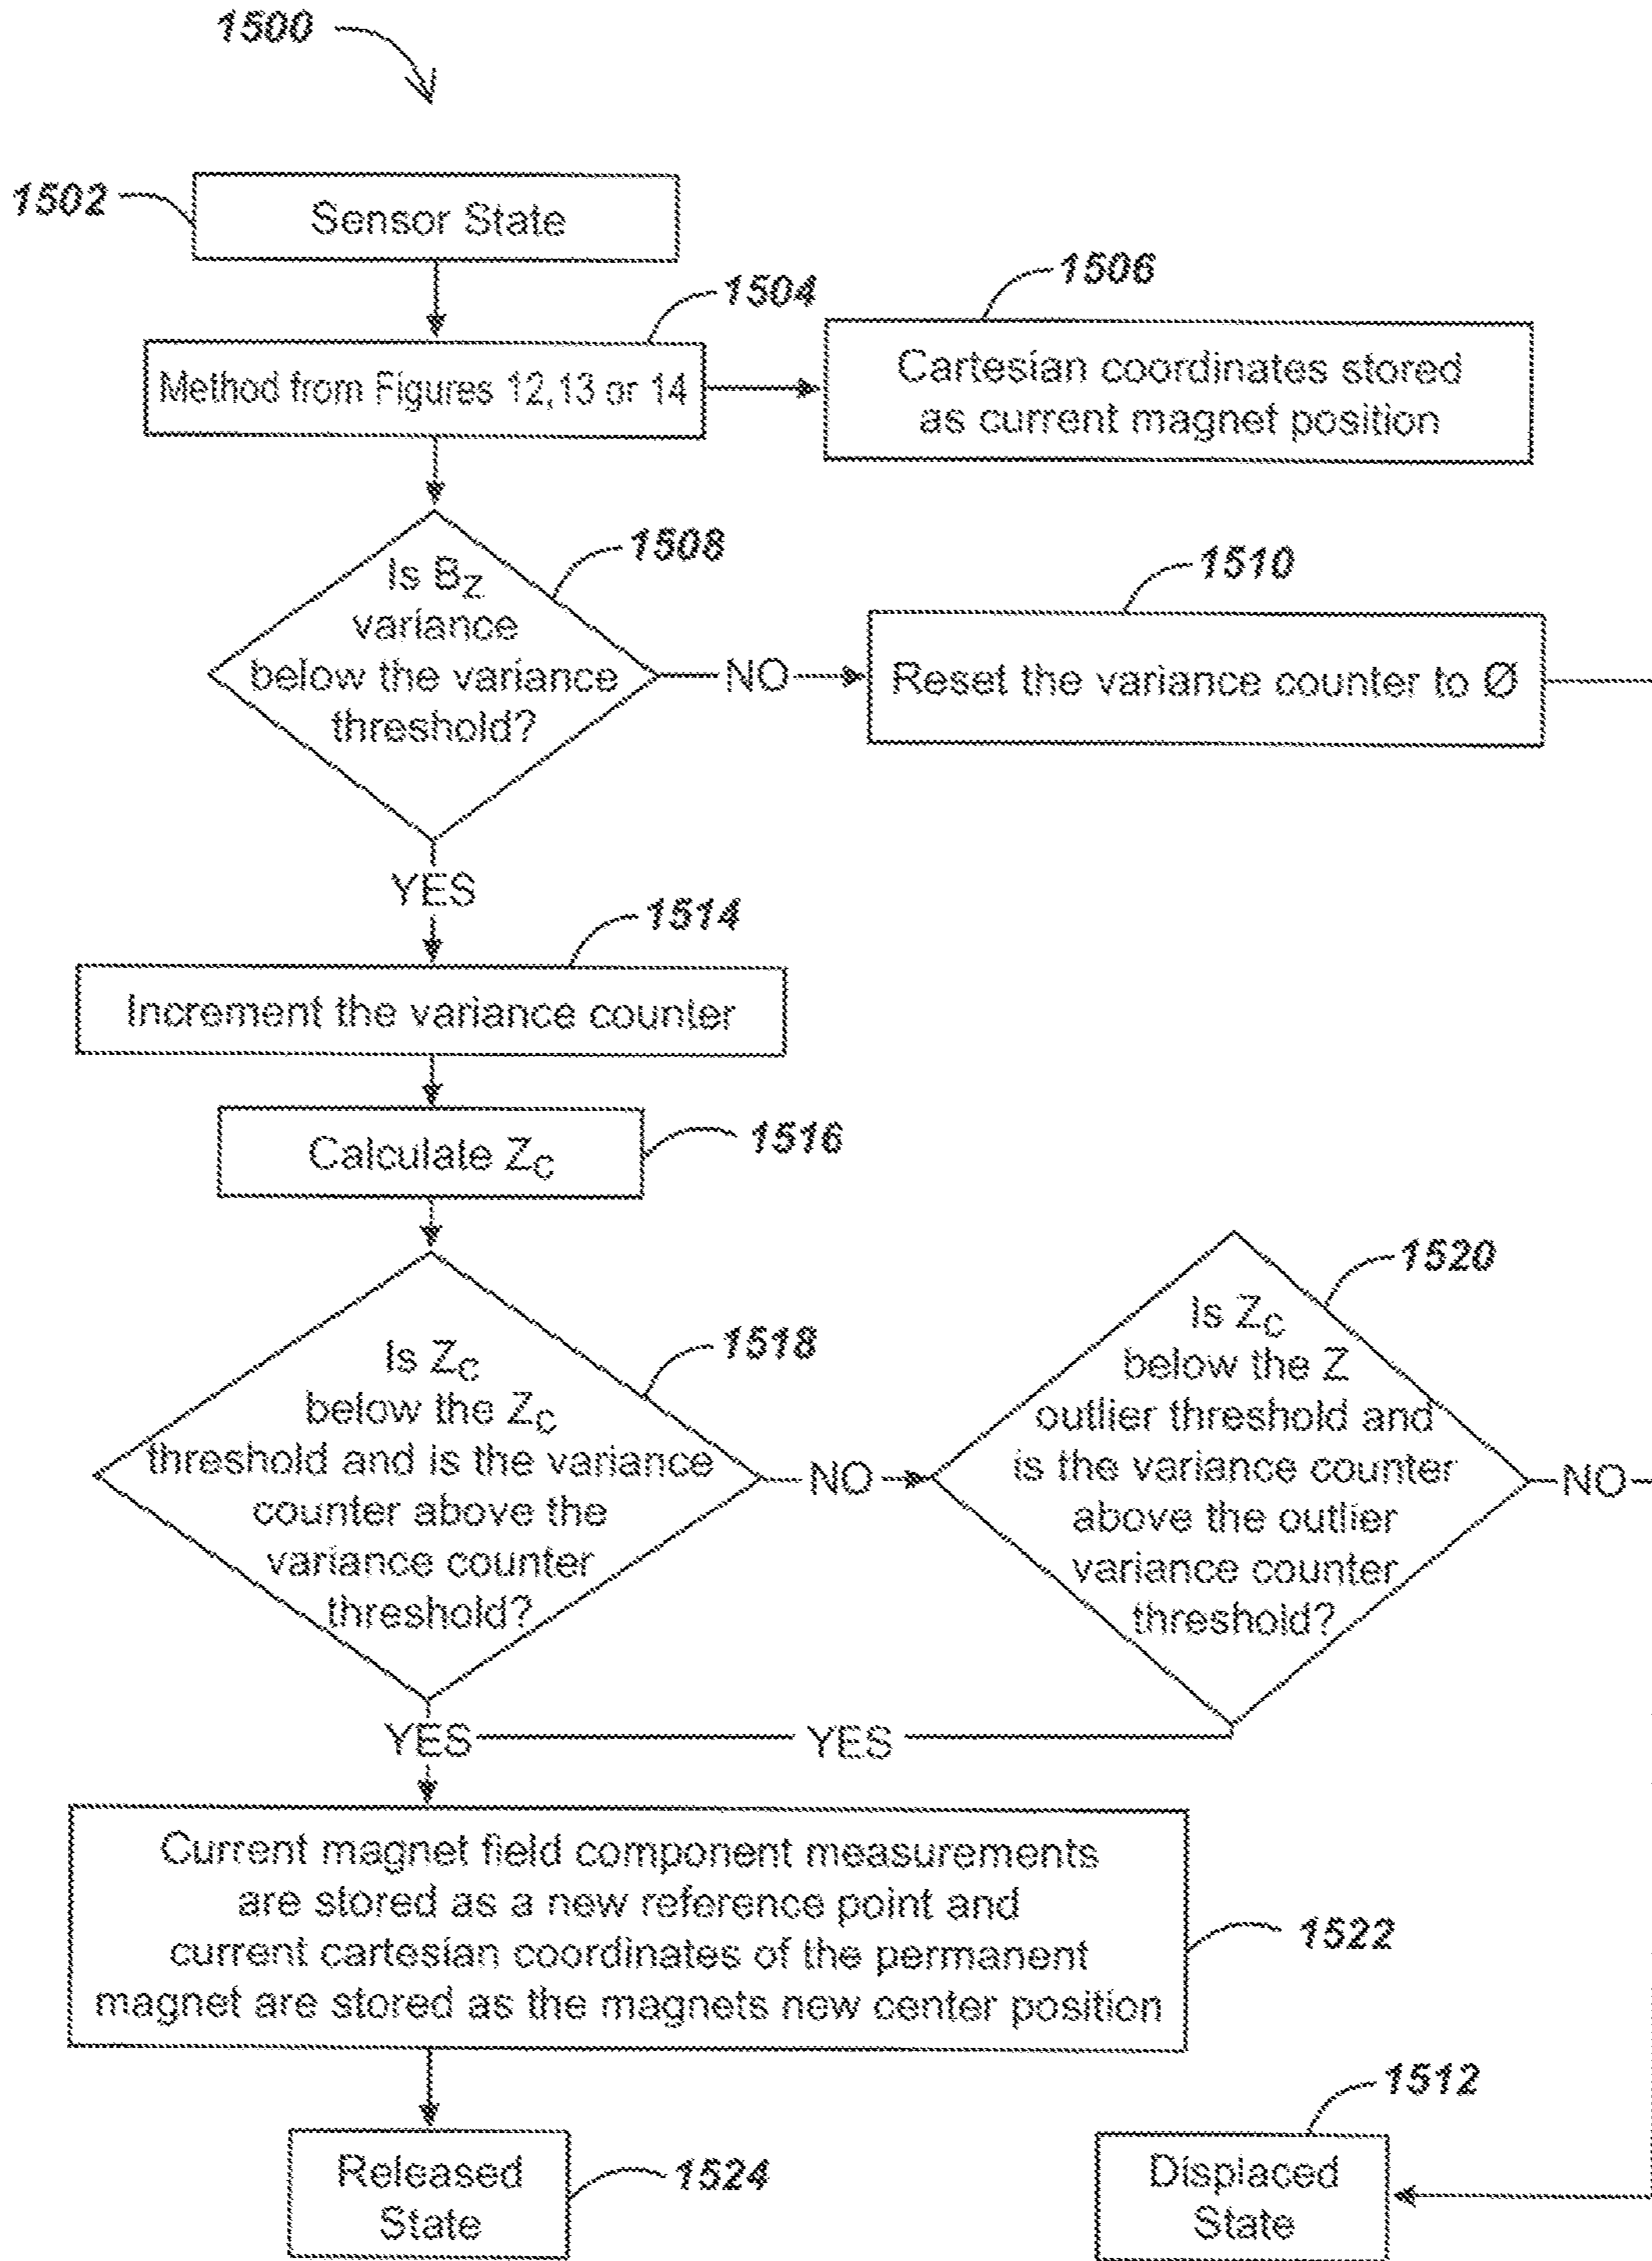 1500
1502
Sensor State
1504
Method from Figures 12,13 or 14
1506
Cartesian coordinates stored
as current magnet position
1508
Is BZ
variance
below the variance
threshold?
NO
1510
Reset the variance counter to Ø
YES
1514
Increment the variance counter
1516
Calculate ZC
1518
Is ZC
below the ZC
threshold and is the variance
counter above the
variance counter
threshold?
NO
1520
Is ZC
below the Z
outlier threshold and
is the variance counter
above the outlier
variance counter
threshold?
NO
YES
YES
Current magnet field component measurements
are stored as a new reference point and
current cartesian coordinates of the permanent
magnet are stored as the magnets new center position
1522
Released
State
1524
1512
Displaced
State